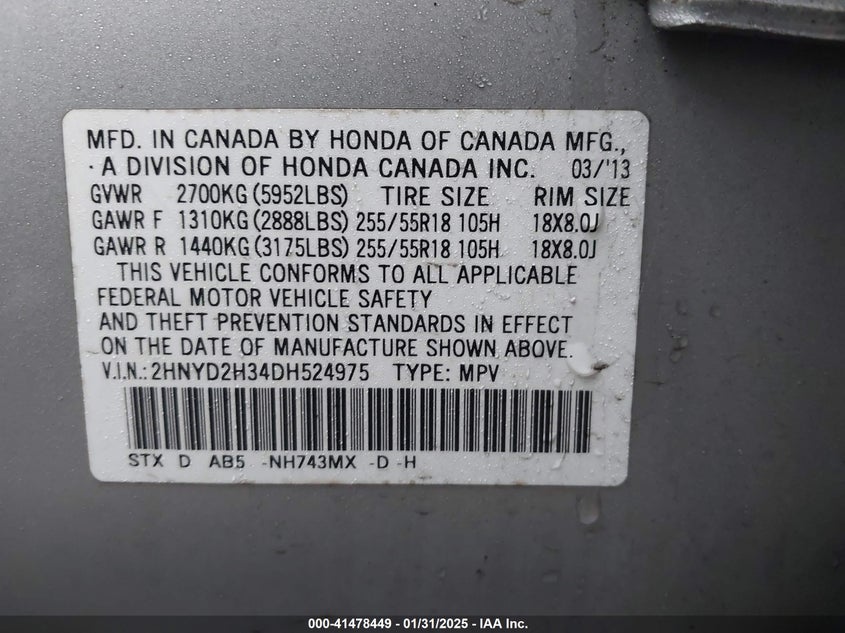 MFD. IN CANADA BY HONDA OF CANADA MFG.,
· A DIVISION OF HONDA CANADA INC. 03/'13
GVWR 2700KG (5952LBS) TIRE SIZE RIM SIZE
GAWR F 1310KG (2888LBS) 255/55R18 105H 18X8.0J
GAWR R 1440KG (3175LBS) 255/55R18 105H 18X8.0J
THIS VEHICLE CONFORMS TO ALL APPLICABLE
FEDERAL MOTOR VEHICLE SAFETY
AND THEFT PREVENTION STANDARDS IN EFFECT
ON THE DATE OF MANUFACTURE SHOWN ABOVE.
V.I.N.: 2HNYD2H34DH524975 TYPE: MPV
STX D AB5 -NH743MX -D -H
000-41478449 — 01/31/2025 — IAA Inc.